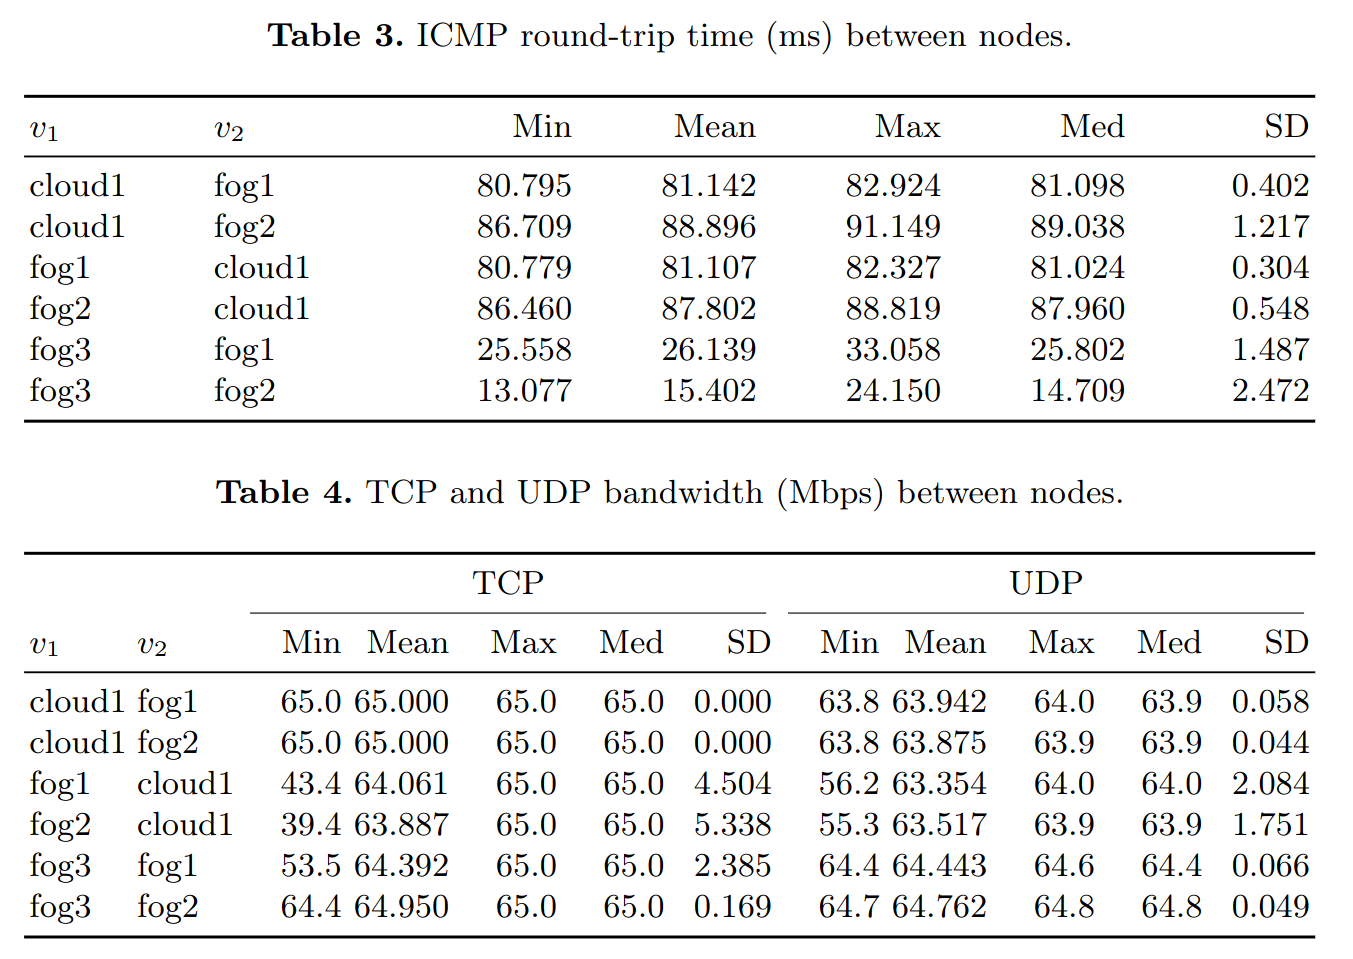 Table 3. ICMP round-trip time (ms) between nodes.
v1 v2 Min Mean Max Med SD
cloud1 fog1 80.795 81.142 82.924 81.098 0.402
cloud1 fog2 86.709 88.896 91.149 89.038 1.217
fog1 cloud1 80.779 81.107 82.327 81.024 0.304
fog2 cloud1 86.460 87.802 88.819 87.960 0.548
fog3 fog1 25.558 26.139 33.058 25.802 1.487
fog3 fog2 13.077 15.402 24.150 14.709 2.472
Table 4. TCP and UDP bandwidth (Mbps) between nodes.
TCP UDP
v1 v2 Min Mean Max Med SD Min Mean Max Med SD
cloud1 fog1 65.0 65.000 65.0 65.0 0.000 63.8 63.942 64.0 63.9 0.058
cloud1 fog2 65.0 65.000 65.0 65.0 0.000 63.8 63.875 63.9 63.9 0.044
fog1 cloud1 43.4 64.061 65.0 65.0 4.504 56.2 63.354 64.0 64.0 2.084
fog2 cloud1 39.4 63.887 65.0 65.0 5.338 55.3 63.517 63.9 63.9 1.751
fog3 fog1 53.5 64.392 65.0 65.0 2.385 64.4 64.443 64.6 64.4 0.066
fog3 fog2 64.4 64.950 65.0 65.0 0.169 64.7 64.762 64.8 64.8 0.049